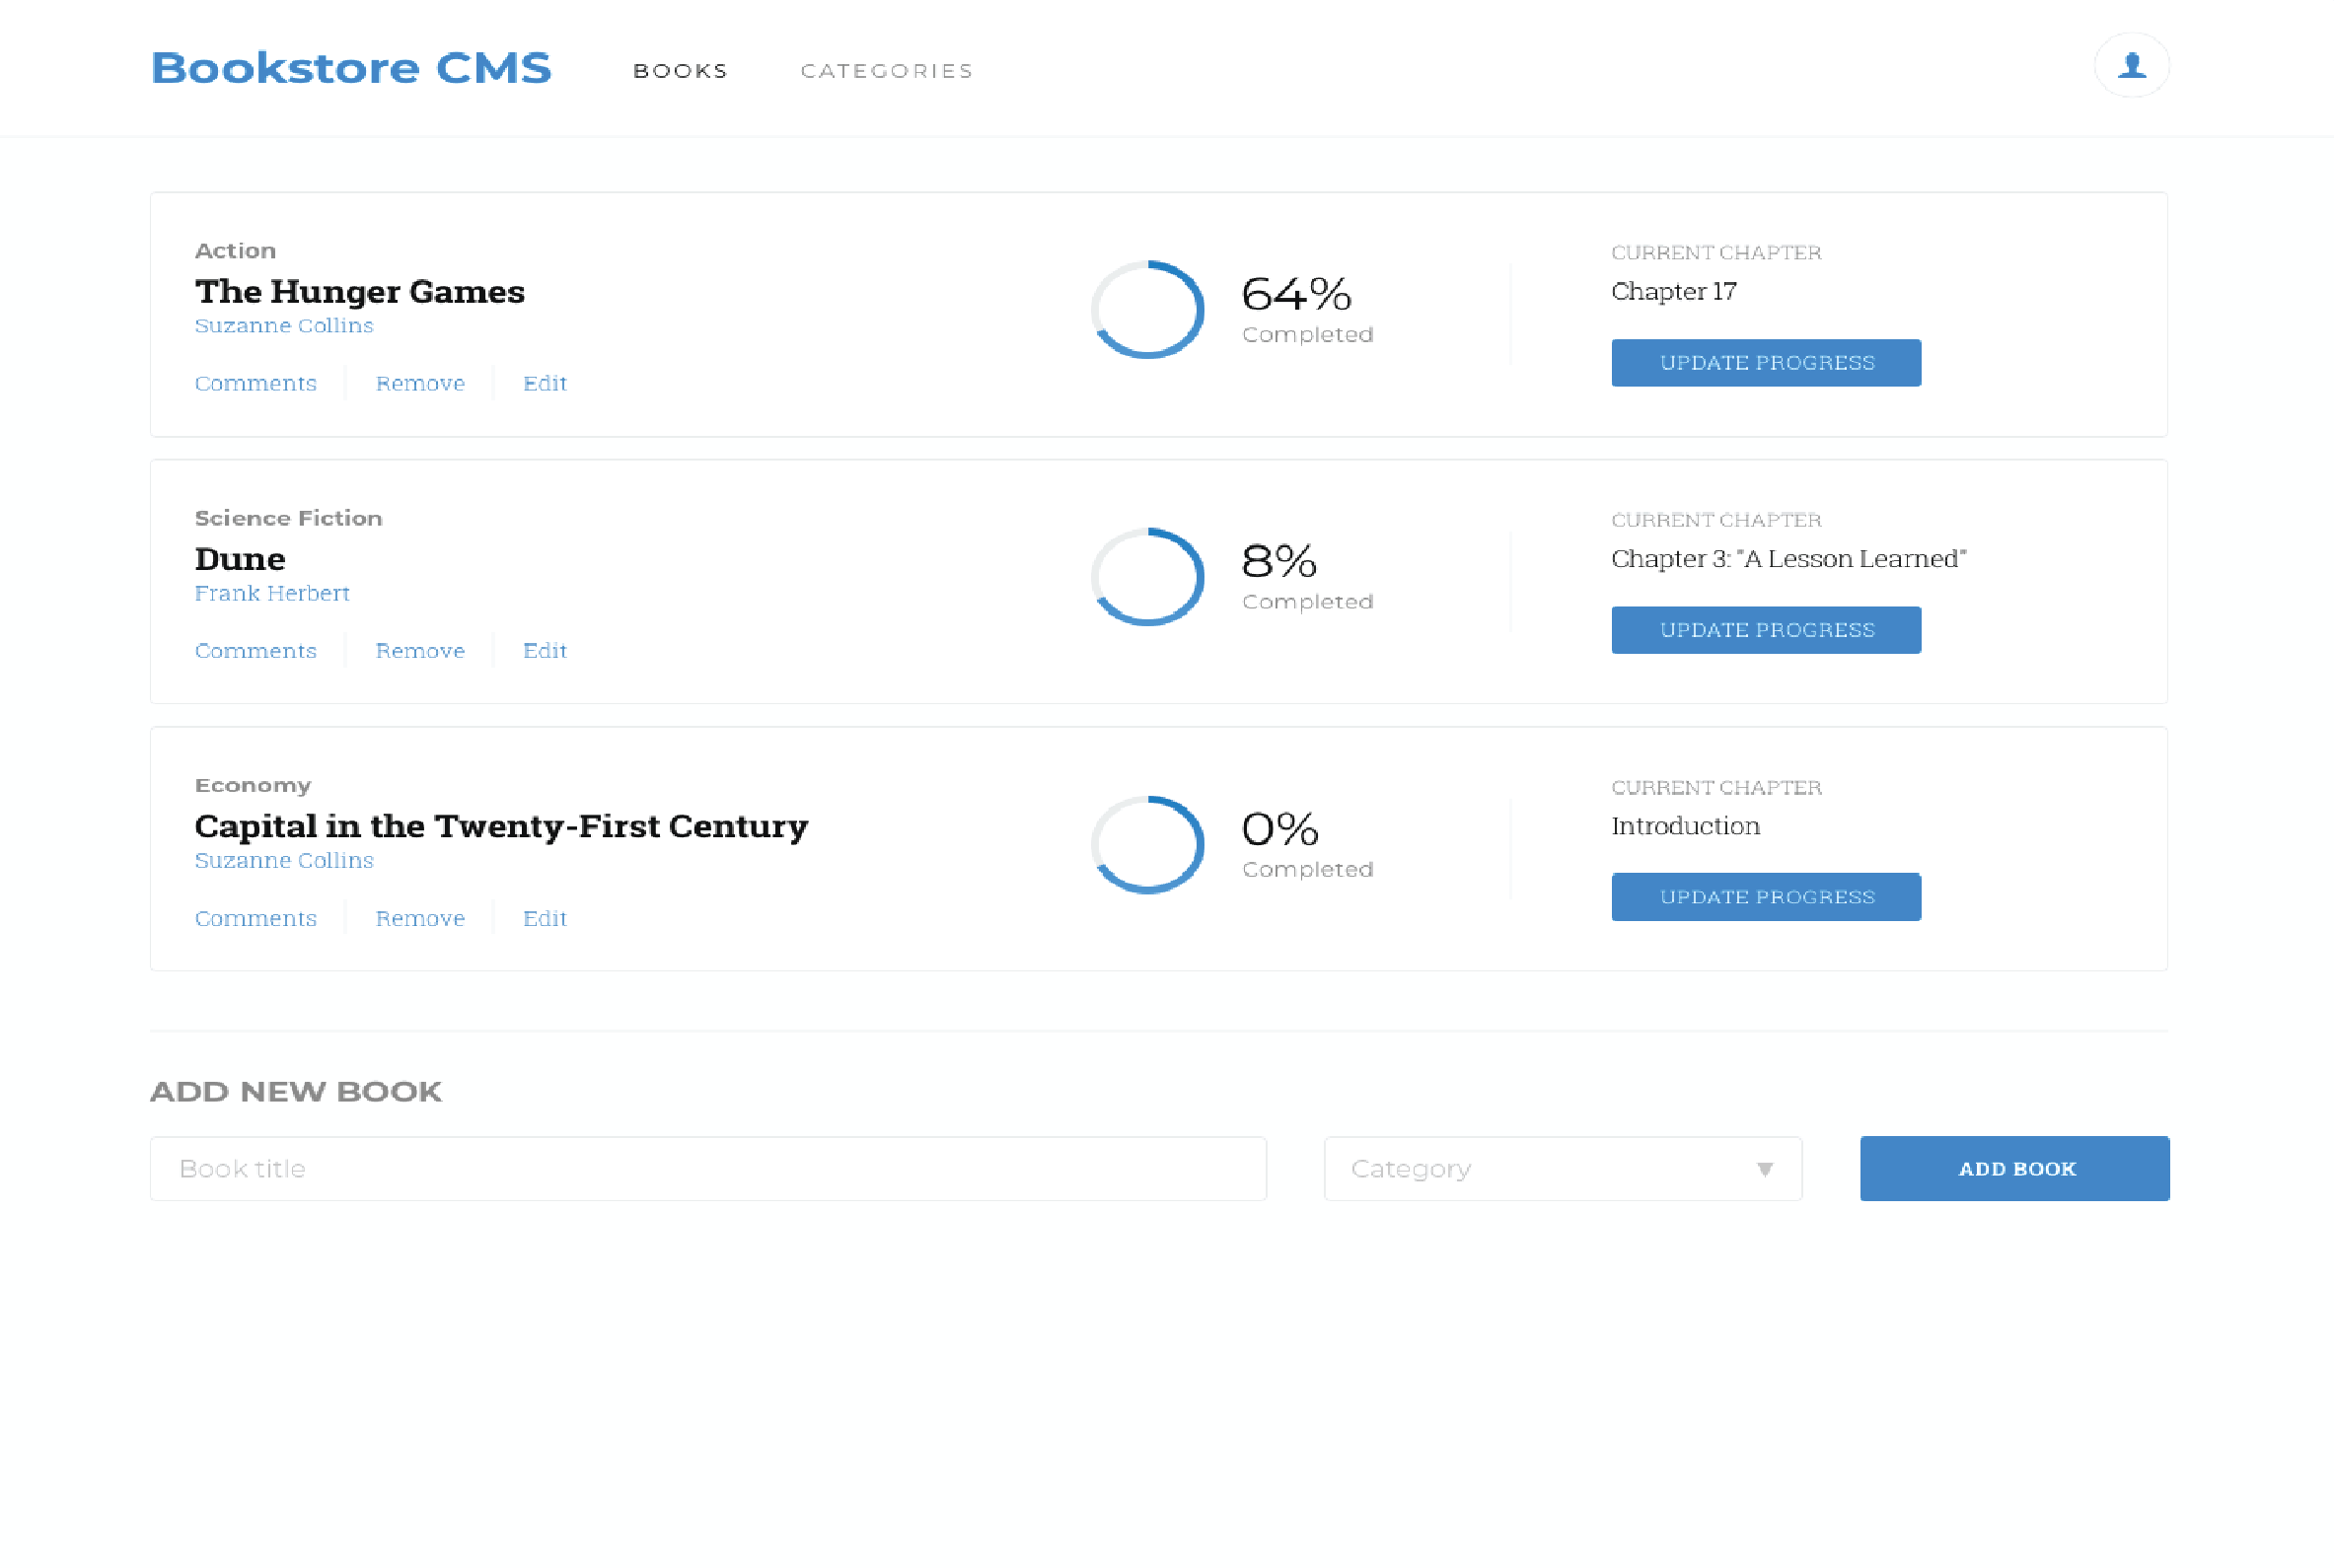 Bookstore CMS BOOKS CATEGORIES
Action
The Hunger Games
Suzanne Collins
Comments Remove Edit
64%
Completed
CURRENT CHAPTER
Chapter 17
UPDATE PROGRESS
Science Fiction
Dune
Frank Herbert
Comments Remove Edit
8%
Completed
CURRENT CHAPTER
Chapter 3: "A Lesson Learned"
UPDATE PROGRESS
Economy
Capital in the Twenty-First Century
Suzanne Collins
Comments Remove Edit
0%
Completed
CURRENT CHAPTER
Introduction
UPDATE PROGRESS
ADD NEW BOOK
Book title Category ADD BOOK